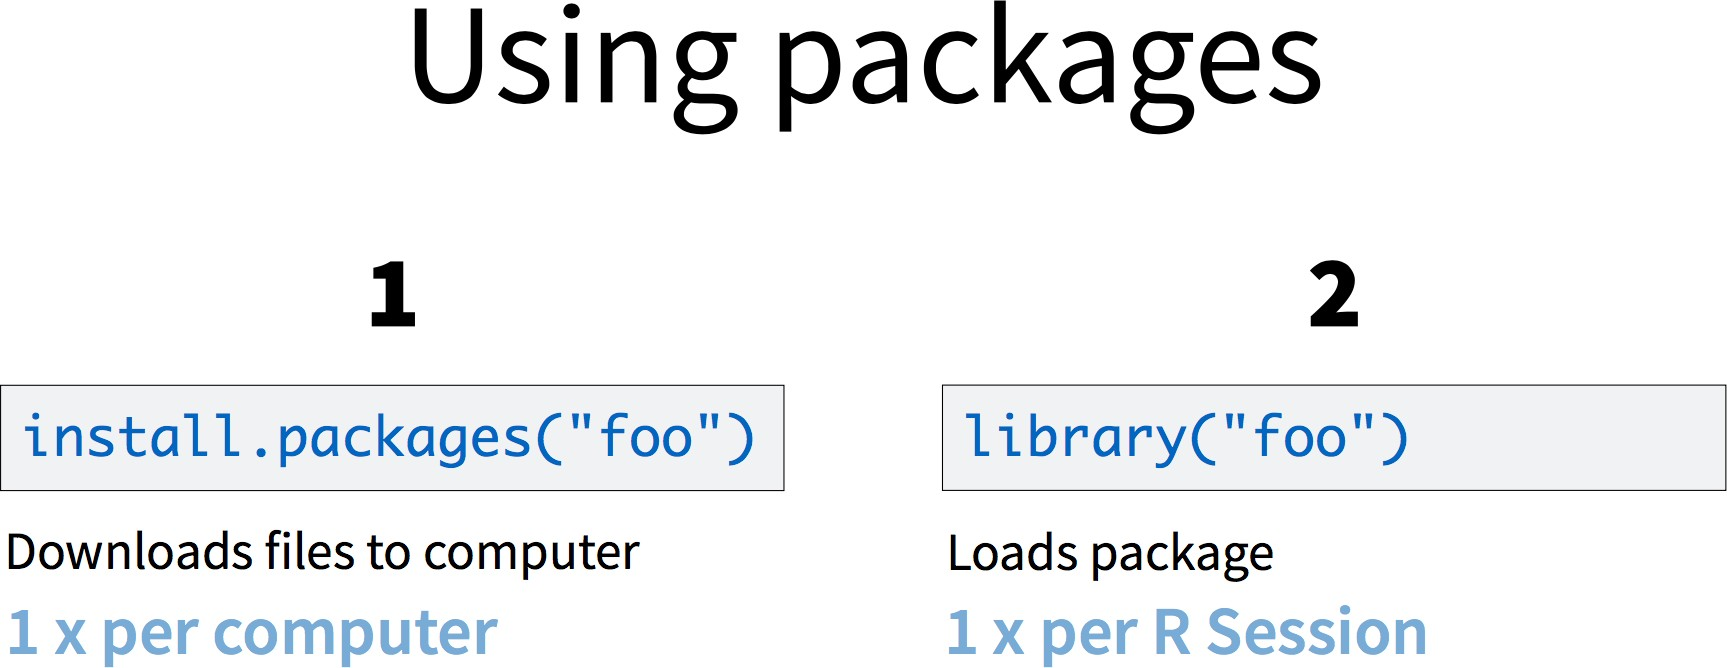 Using packages
1
install.packages("foo")
Downloads files to computer
1 x per computer
2
library("foo")
Loads package
1 x per R Session